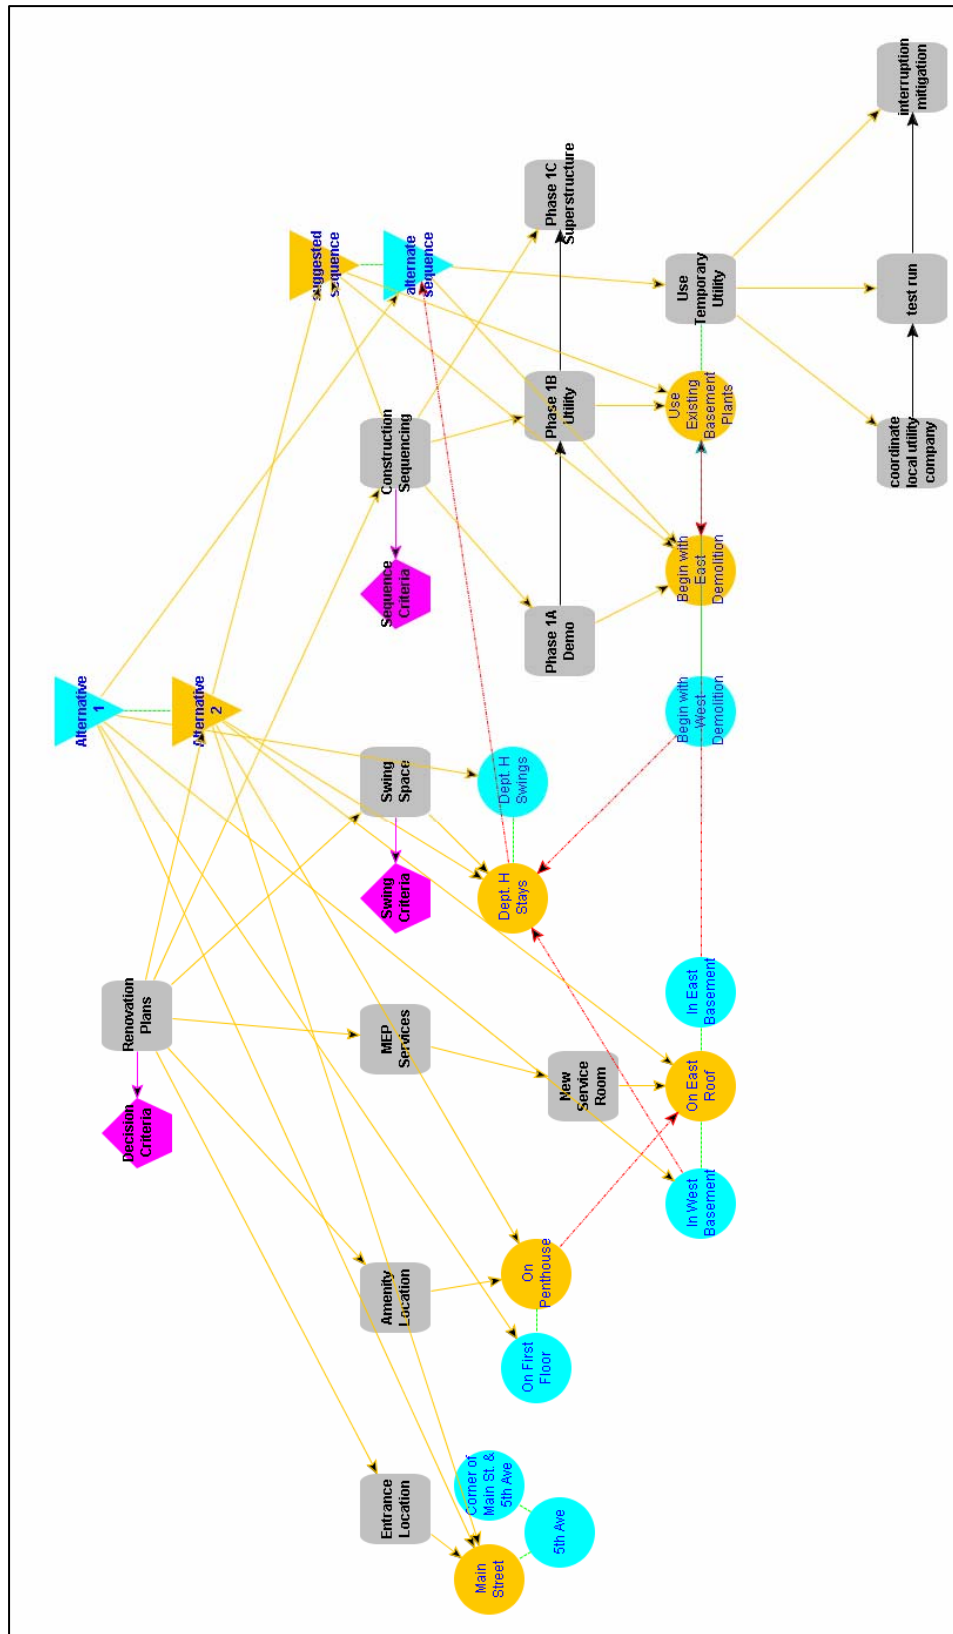 Alternative
1
Alternative
2
Renovation
Plans
Decision
Criteria
suggested
sequence
alternate
sequence
Construction
Sequencing
Sequence
Criteria
Swing
Space
Swing
Criteria
MEP
Services
Amenity
Location
Entrance
Location
Phase 1C
Superstructure
Phase 1B
Utility
Phase 1A
Demo
Dept. H
Swings
Dept. H
Stays
New
Service
Room
On
Penthouse
On First
Floor
Corner of
Main St. &
5th Ave
Main
Street
5th Ave
Use
Temporary
Utility
Use
Existing
Basement
Plants
Begin with
East
Demolition
Begin with
West
Demolition
In East
Basement
On East
Roof
In West
Basement
interruption
mitigation
test run
coordinate
local utility
company